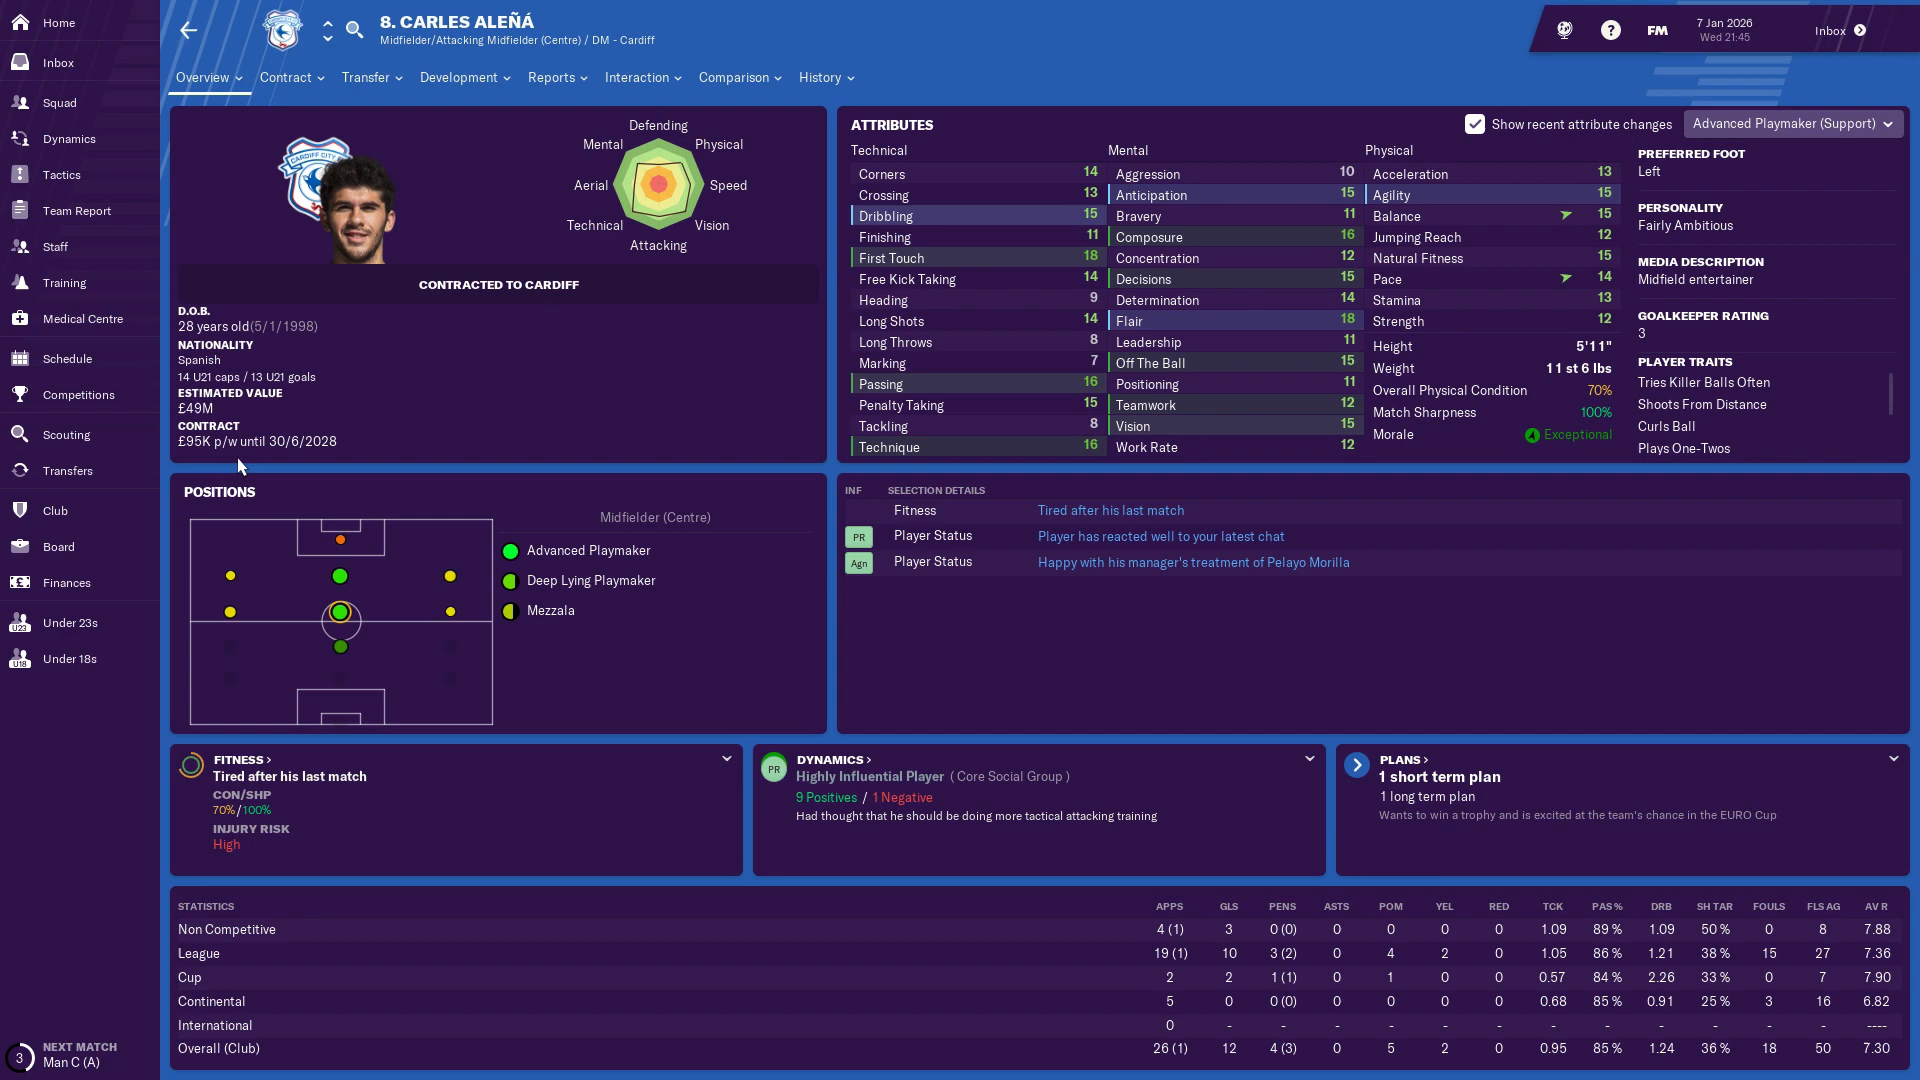 Home
Inbox
Squad
Dynamics
Tactics
Team Report
Staff
Training
Medical Centre
Schedule
Competitions
Scouting
Transfers
Club
Board
Finances
U23
Under 23s
U18
Under 18s
3
NEXT MATCH
Man C (A)
8. CARLES ALEÑÁ
Midfielder/Attacking Midfielder (Centre) / DM - Cardiff
?
FM
7 Jan 2026
Wed 21:45
Inbox
Overview Contract Transfer Development Reports Interaction Comparison History
CARDIFF CITY
Defending
Mental Physical
Aerial Speed
Technical Vision
Attacking
CONTRACTED TO CARDIFF
D.O.B.
28 years old(5/1/1998)
NATIONALITY
Spanish
14 U21 caps / 13 U21 goals
ESTIMATED VALUE
£49M
CONTRACT
£95K p/w until 30/6/2028
ATTRIBUTES
Show recent attribute changes
Advanced Playmaker (Support)
Technical
Corners 14
Crossing 13
Dribbling 15
Finishing 11
First Touch 18
Free Kick Taking 14
Heading 9
Long Shots 14
Long Throws 8
Marking 7
Passing 16
Penalty Taking 15
Tackling 8
Technique 16
Mental
Aggression 10
Anticipation 15
Bravery 11
Composure 16
Concentration 12
Decisions 15
Determination 14
Flair 18
Leadership 11
Off The Ball 15
Positioning 11
Teamwork 12
Vision 15
Work Rate 12
Physical
Acceleration 13
Agility 15
Balance 15
Jumping Reach 12
Natural Fitness 15
Pace 14
Stamina 13
Strength 12
Height 5'11"
Weight 11 st 6 lbs
Overall Physical Condition 70%
Match Sharpness 100%
Morale Exceptional
PREFERRED FOOT
Left
PERSONALITY
Fairly Ambitious
MEDIA DESCRIPTION
Midfield entertainer
GOALKEEPER RATING
3
PLAYER TRAITS
Tries Killer Balls Often
Shoots From Distance
Curls Ball
Plays One-Twos
POSITIONS
Midfielder (Centre)
Advanced Playmaker
Deep Lying Playmaker
Mezzala
INF SELECTION DETAILS
Fitness Tired after his last match
PR Player Status Player has reacted well to your latest chat
Agn Player Status Happy with his manager's treatment of Pelayo Morilla
FITNESS >
Tired after his last match
CON/SHP
70%/100%
INJURY RISK
High
PR
DYNAMICS >
Highly Influential Player ( Core Social Group )
9 Positives / 1 Negative
Had thought that he should be doing more tactical attacking training
PLANS >
1 short term plan
1 long term plan
Wants to win a trophy and is excited at the team's chance in the EURO Cup
STATISTICS APPS GLS PENS ASTS POM YEL RED TCK PAS % DRB SH TAR FOULS FLS AG AV R
Non Competitive 4 (1) 3 0 (0) 0 0 0 0 1.09 89 % 1.09 50 % 0 8 7.88
League 19 (1) 10 3 (2) 0 4 2 0 1.05 86 % 1.21 38 % 15 27 7.36
Cup 2 2 1 (1) 0 1 0 0 0.57 84 % 2.26 33 % 0 7 7.90
Continental 5 0 0 (0) 0 0 0 0 0.68 85 % 0.91 25 % 3 16 6.82
International 0 - - - - - - - - - - - - ----
Overall (Club) 26 (1) 12 4 (3) 0 5 2 0 0.95 85 % 1.24 36 % 18 50 7.30